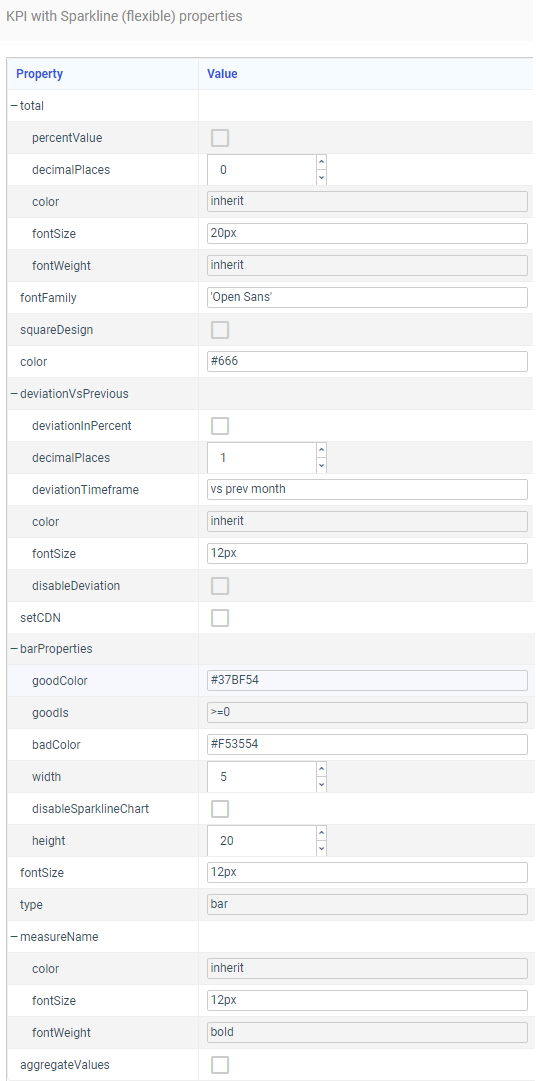 KPI with Sparkline (flexible) properties
Property Value
total
percentValue
decimalPlaces 0
color inherit
fontSize 20px
fontWeight inherit
fontFamily 'Open Sans'
squareDesign
color #666
deviationVsPrevious
deviationInPercent
decimalPlaces 1
deviationTimeframe vs prev month
color inherit
fontSize 12px
disableDeviation
setCDN
barProperties
goodColor #37BF54
goodIs >=0
badColor #F53554
width 5
disableSparklineChart
height 20
fontSize 12px
type bar
measureName
color inherit
fontSize 12px
fontWeight bold
aggregateValues